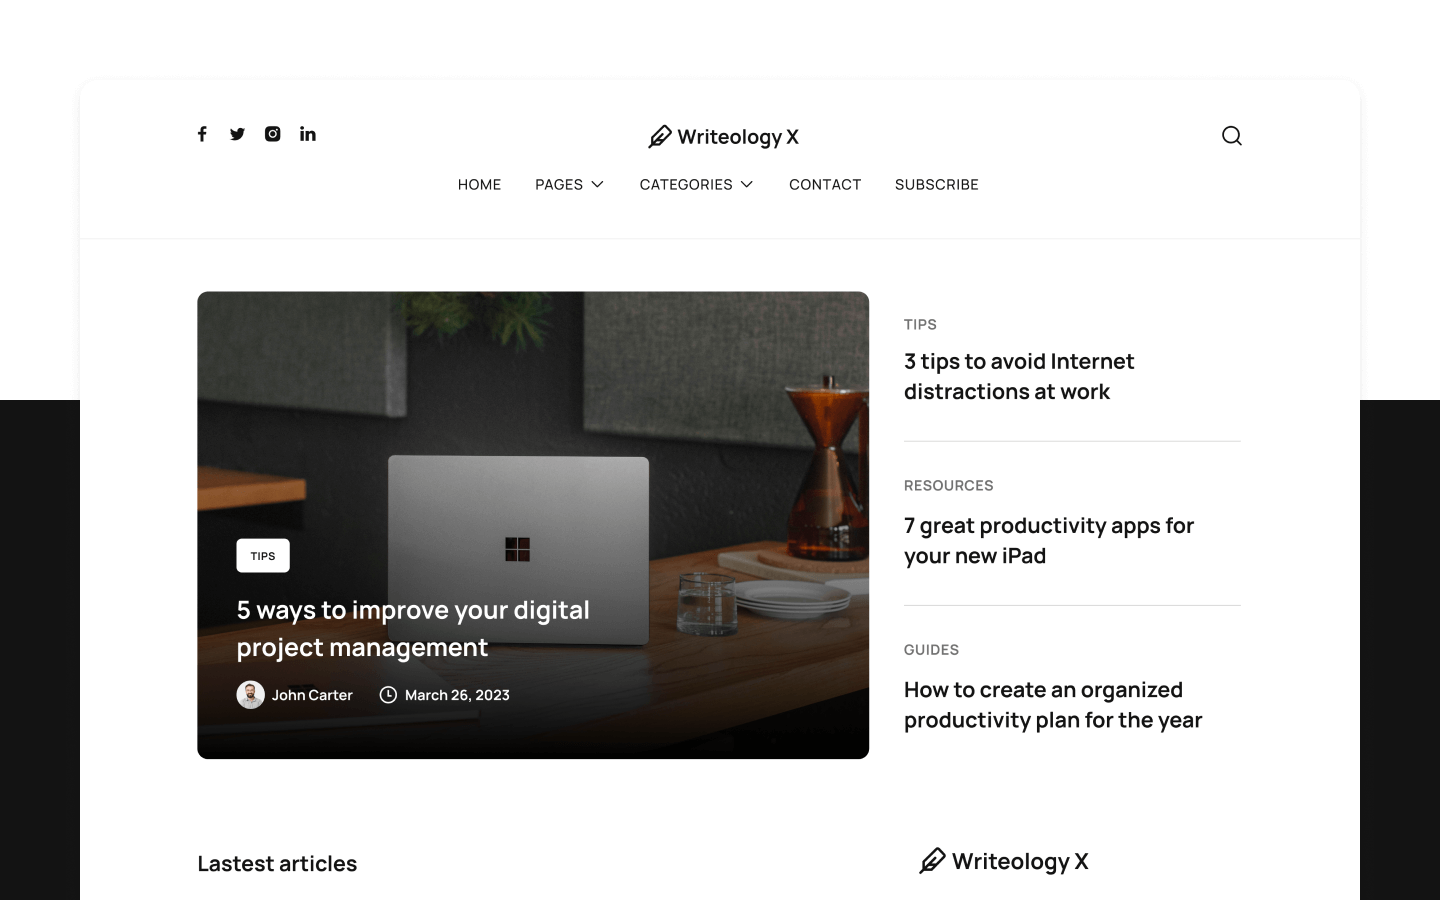 Writeology X
HOME PAGES CATEGORIES CONTACT SUBSCRIBE
TIPS
5 ways to improve your digital
project management
John Carter March 26, 2023
TIPS
3 tips to avoid Internet
distractions at work
RESOURCES
7 great productivity apps for
your new iPad
GUIDES
How to create an organized
productivity plan for the year
Lastest articles
Writeology X